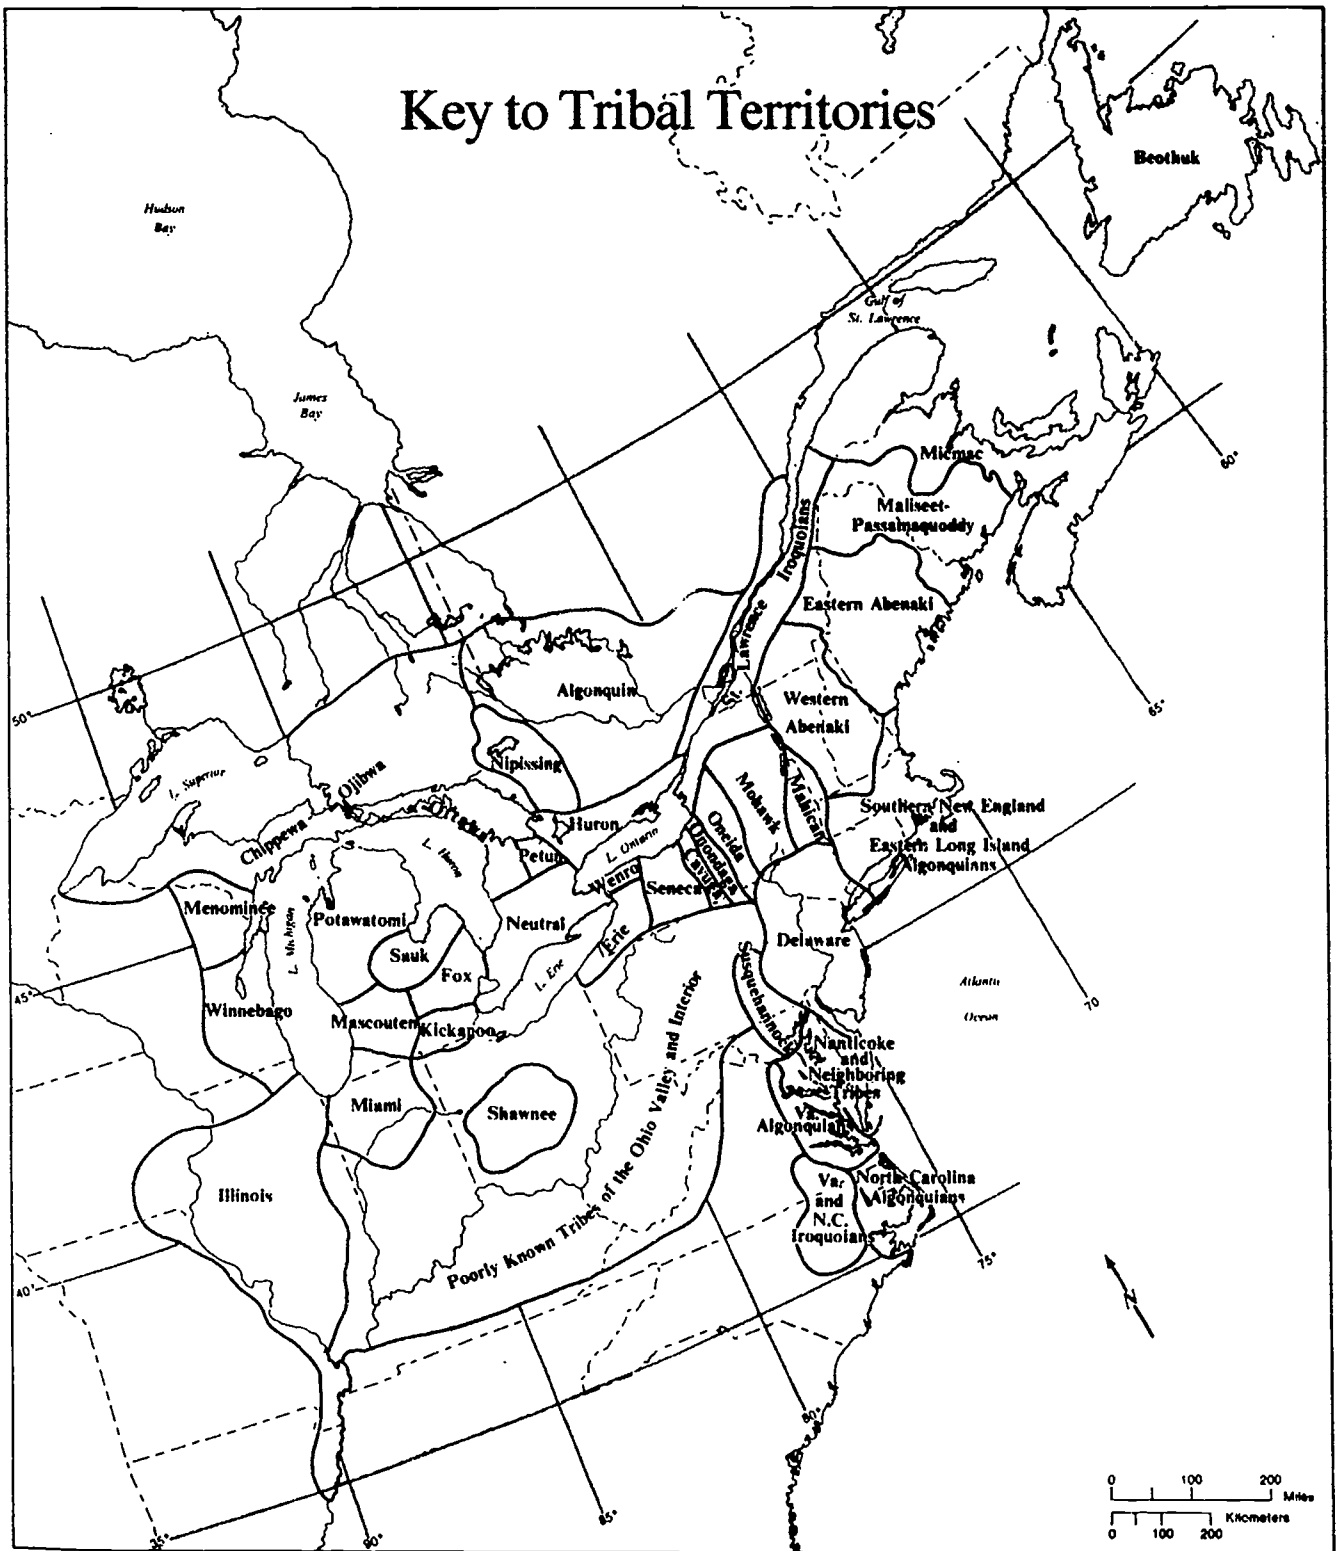 Key to Tribal Territories
Beothuk
Hudson
Bay
Gulf of
St. Lawrence
James
Bay
Micmac
60°
Maliseet-
Passamaquoddy
St. Lawrence Iroquoians
Eastern Abenaki
Algonquin
Western
Abenaki
65°
50°
Nipissing
L. Superior
Chippewa Ojibwa
Ottawa
Mohawk
Mahican
Southern New England
and
Eastern Long Island
Algonquians
Huron
L. Ontario
Oneida
Onondaga
Cayuga
L. Huron
Petun
Wenro
Seneca
Menominee
Potawatomi
L. Michigan
Neutral
Erie
Delaware
Sauk
Fox
L. Erie
Susquehannock
Atlantic
Ocean
45°
70
Winnebago
Mascouten
Kickapoo
Nanticoke
and
Neighboring
Tribes
Miami
Shawnee
Va.
Algonquians
Poorly Known Tribes of the Ohio Valley and Interior
Illinois
Va.
and
N.C.
Iroquoians
North Carolina
Algonquians
75°
40°
N
80°
85°
90°
35°
0 100 200
Miles
Kilometers
0 100 200